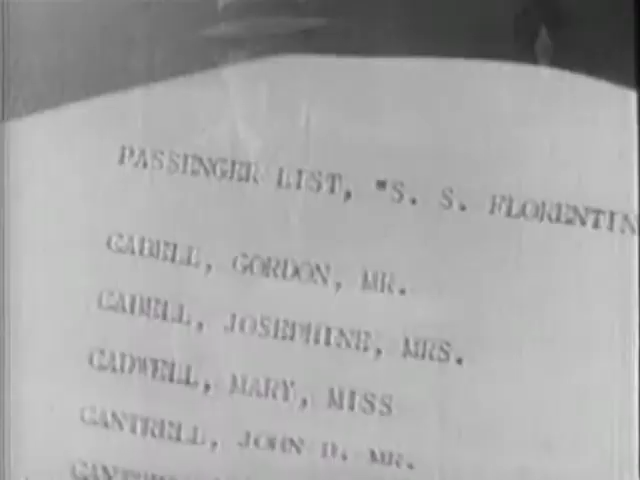 PASSENGER LIST, "S. S. FLORENTIN
CABELL, GORDON, MR.
CABELL, JOSEPHINE, MRS.
CADWELL, MARY, MISS
CANTRELL, JOHN D. MR.